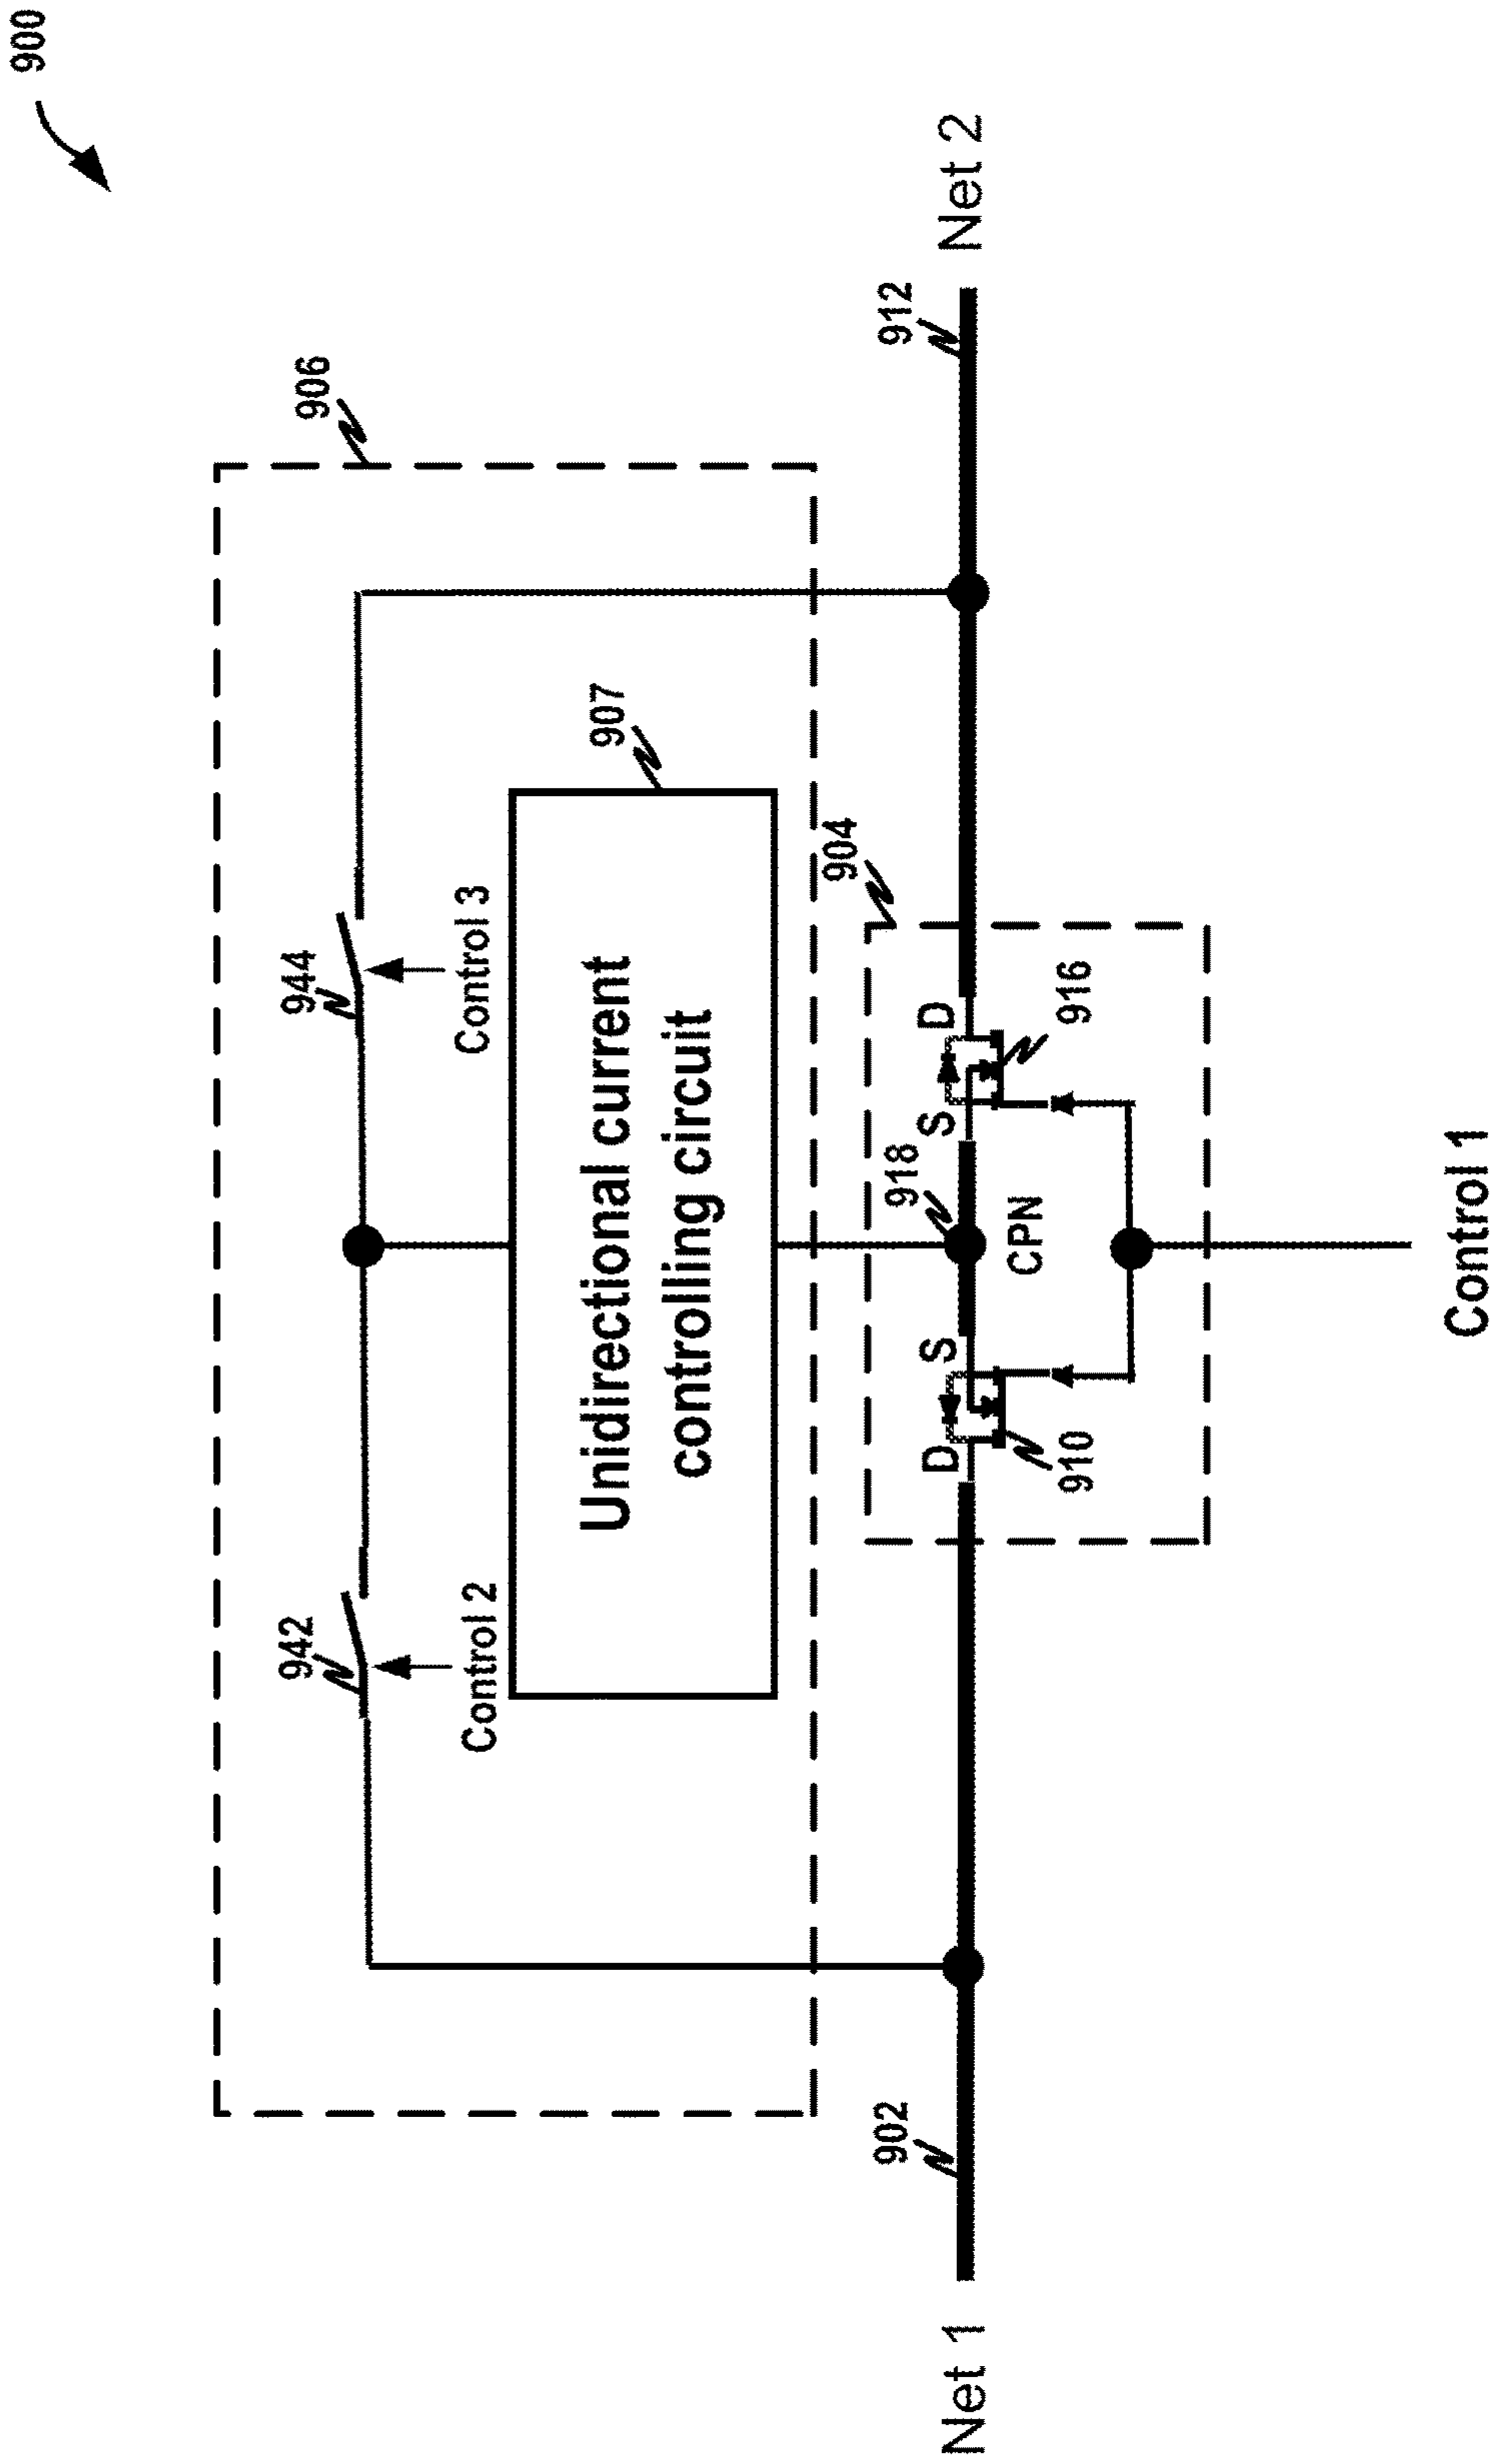 900
906
944
942
Control 3
Control 2
907
Unidirectional current
controlling circuit
904
912
902
918
D
S
S
D
Net 1
Net 2
CPN
916
910
Control 1